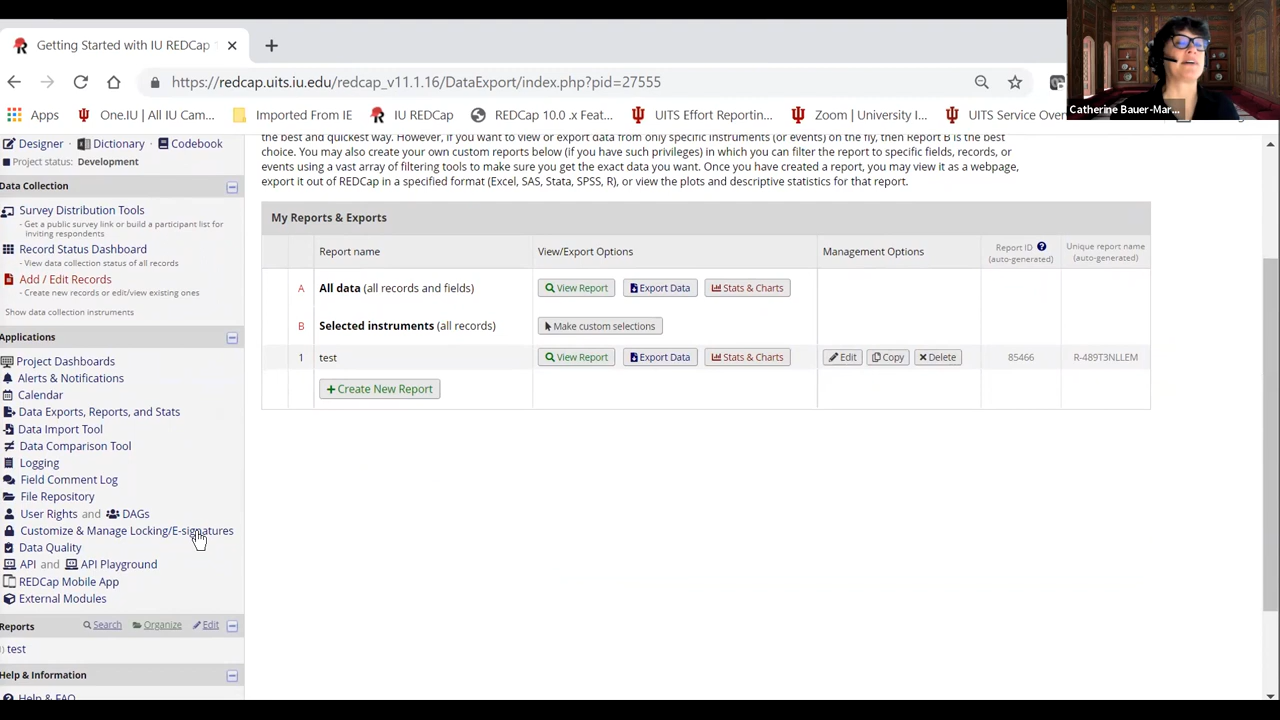 Getting Started with IU REDCap
https://redcap.uits.iu.edu/redcap_v11.1.16/DataExport/index.php?pid=27555
Apps One.IU | All IU Cam... Imported From IE IU REDCap REDCap 10.0 .x Feat... UITS Effort Reportin... Zoom | University I... UITS Service Ove
Catherine Bauer-Mar...
Designer Dictionary Codebook
Project status: Development
Data Collection
Survey Distribution Tools
- Get a public survey link or build a participant list for
inviting respondents
Record Status Dashboard
- View data collection status of all records
Add / Edit Records
- Create new records or edit/view existing ones
Show data collection instruments
Applications
Project Dashboards
Alerts & Notifications
Calendar
Data Exports, Reports, and Stats
Data Import Tool
Data Comparison Tool
Logging
Field Comment Log
File Repository
User Rights and DAGs
Customize & Manage Locking/E-signatures
Data Quality
API and API Playground
REDCap Mobile App
External Modules
Reports Search Organize Edit
) test
Help & Information
Help & FAQ
the best and quickest way. However, if you want to view or export data from only specific instruments (or events) on the fly, then Report B is the best
choice. You may also create your own custom reports below (if you have such privileges) in which you can filter the report to specific fields, records, or
events using a vast array of filtering tools to make sure you get the exact data you want. Once you have created a report, you may view it as a webpage,
export it out of REDCap in a specified format (Excel, SAS, Stata, SPSS, R), or view the plots and descriptive statistics for that report.
My Reports & Exports
Report name View/Export Options Management Options Report ID ? (auto-generated) Unique report name (auto-generated)
A All data (all records and fields) View Report Export Data Stats & Charts
B Selected instruments (all records) Make custom selections
1 test View Report Export Data Stats & Charts Edit Copy Delete 85466 R-489T3NLLEM
+ Create New Report